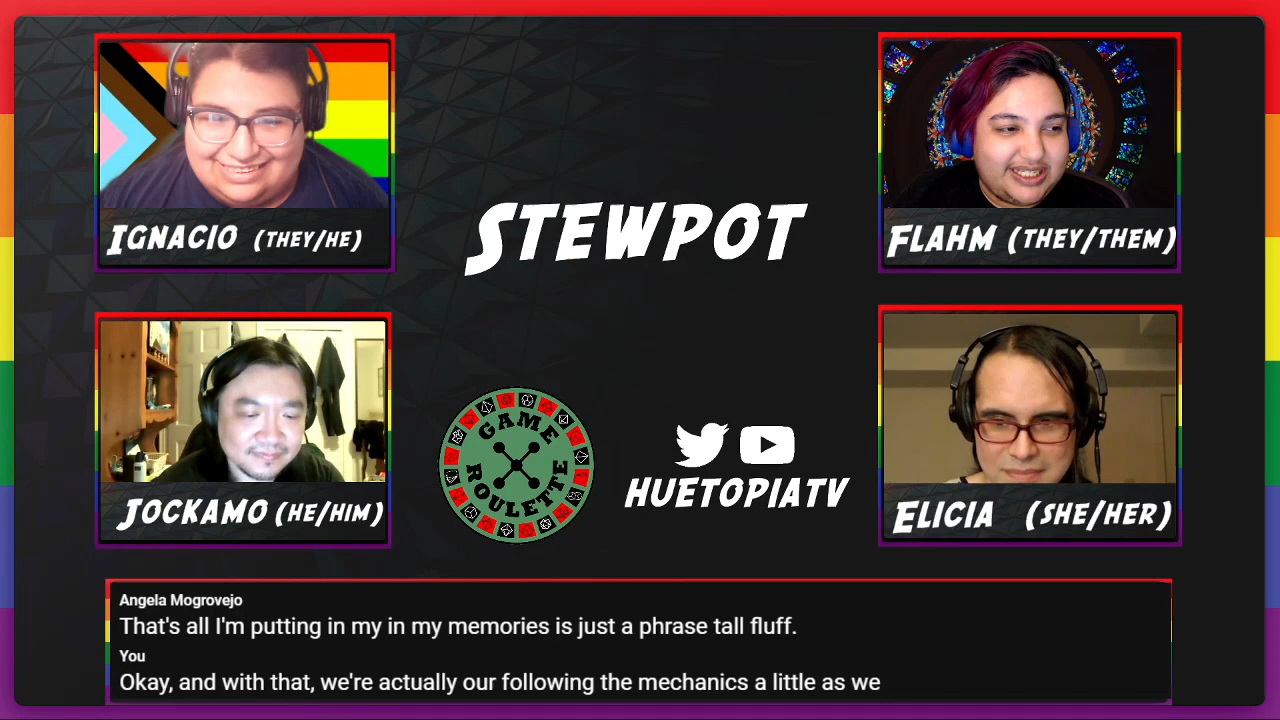 IGNACIO (THEY/HE)
FLAHM (THEY/THEM)
STEWPOT
JOCKAMO (HE/HIM)
GAME
ROULETTE
HUETOPIATV
ELICIA (SHE/HER)
Angela Mogrovejo
That's all I'm putting in my in my memories is just a phrase tall fluff.
You
Okay, and with that, we're actually our following the mechanics a little as we